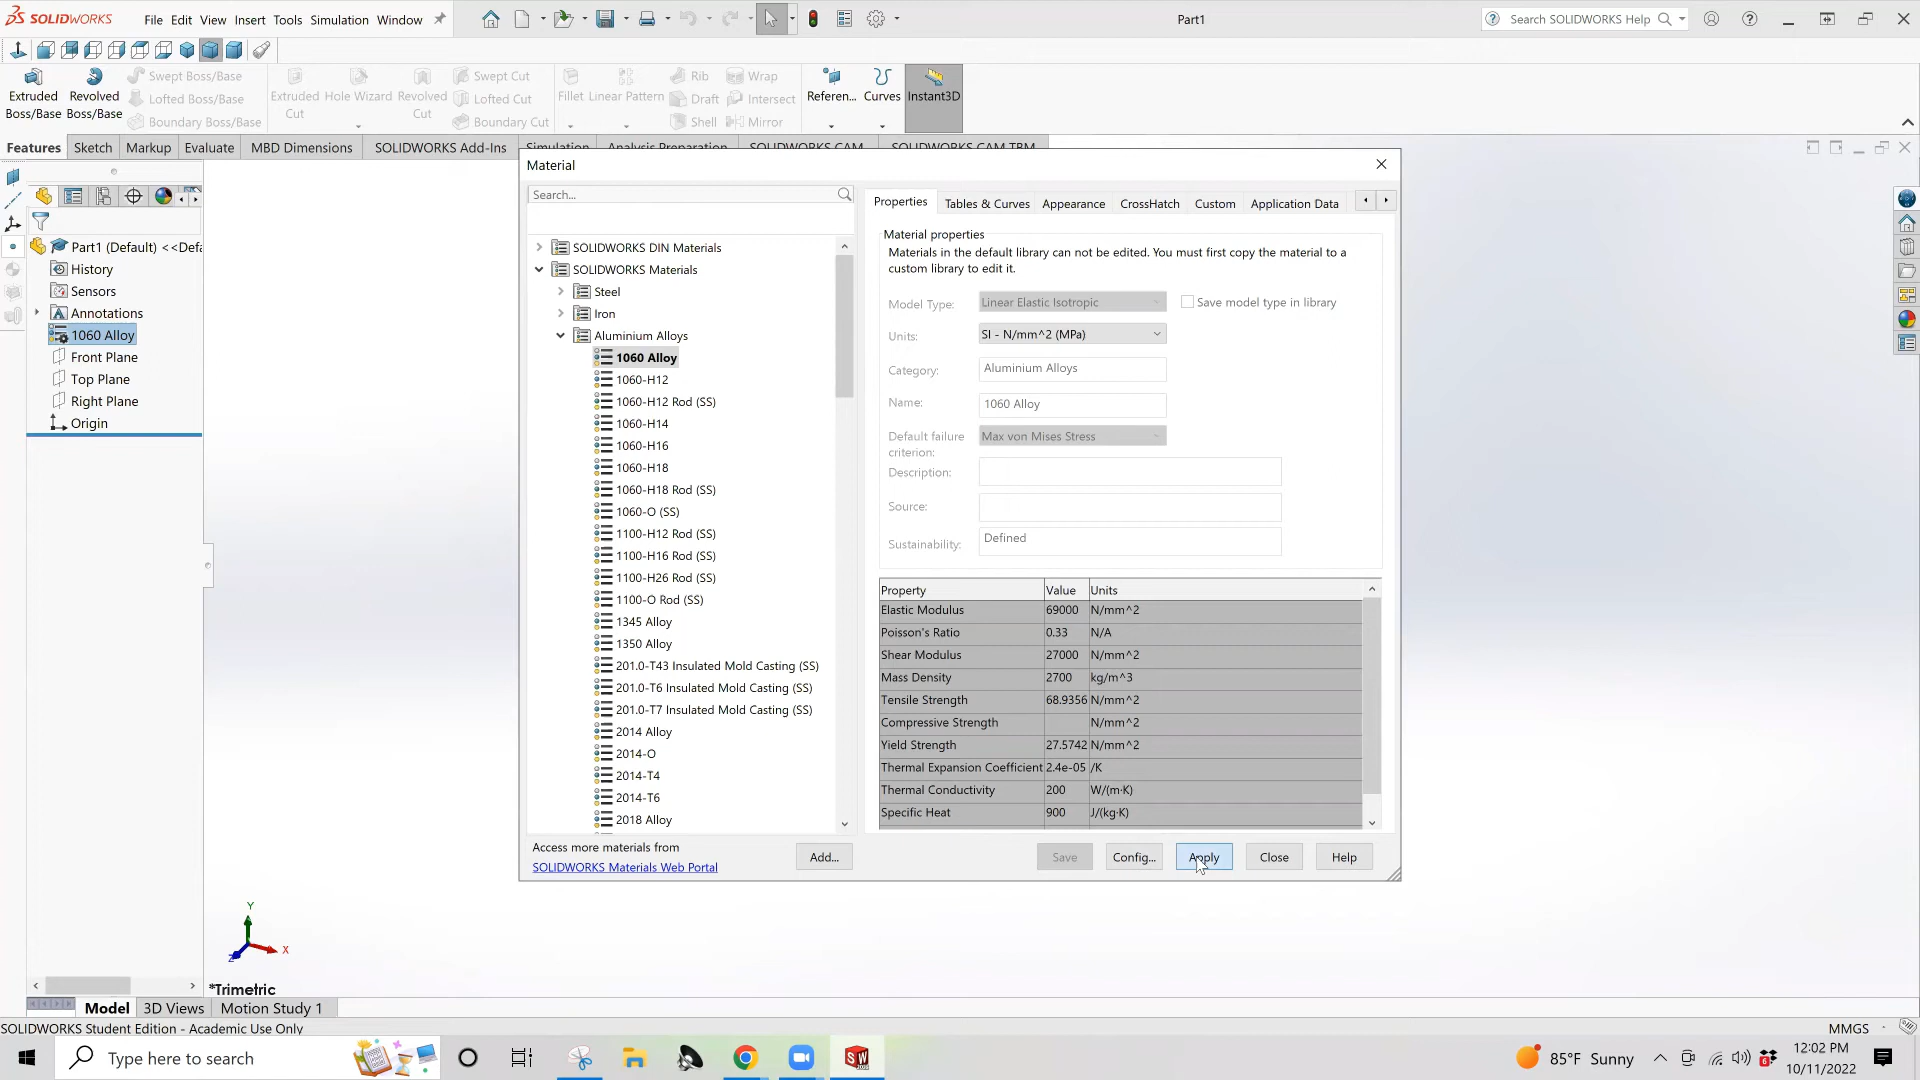 SOLIDWORKS File Edit View Insert Tools Simulation Window
Part1
Search SOLIDWORKS Help
Extruded Boss/Base
Revolved Boss/Base
Swept Boss/Base
Lofted Boss/Base
Boundary Boss/Base
Extruded Cut
Hole Wizard
Revolved Cut
Swept Cut
Lofted Cut
Boundary Cut
Fillet
Linear Pattern
Rib
Draft
Shell
Wrap
Intersect
Mirror
Referen...
Curves
Instant3D
Features Sketch Markup Evaluate MBD Dimensions SOLIDWORKS Add-Ins Simulation Analysis Preparation SOLIDWORKS CAM SOLIDWORKS CAM TBM
Part1 (Default) <<Defa
History
Sensors
Annotations
1060 Alloy
Front Plane
Top Plane
Right Plane
Origin
Material
Search...
SOLIDWORKS DIN Materials
SOLIDWORKS Materials
Steel
Iron
Aluminium Alloys
1060 Alloy
1060-H12
1060-H12 Rod (SS)
1060-H14
1060-H16
1060-H18
1060-H18 Rod (SS)
1060-O (SS)
1100-H12 Rod (SS)
1100-H16 Rod (SS)
1100-H26 Rod (SS)
1100-O Rod (SS)
1345 Alloy
1350 Alloy
201.0-T43 Insulated Mold Casting (SS)
201.0-T6 Insulated Mold Casting (SS)
201.0-T7 Insulated Mold Casting (SS)
2014 Alloy
2014-O
2014-T4
2014-T6
2018 Alloy
Access more materials from
SOLIDWORKS Materials Web Portal
Add...
Properties Tables & Curves Appearance CrossHatch Custom Application Data
Material properties
Materials in the default library can not be edited. You must first copy the material to a
custom library to edit it.
Model Type: Linear Elastic Isotropic Save model type in library
Units: SI - N/mm^2 (MPa)
Category: Aluminium Alloys
Name: 1060 Alloy
Default failure criterion: Max von Mises Stress
Description:
Source:
Sustainability: Defined
Property Value Units
Elastic Modulus 69000 N/mm^2
Poisson's Ratio 0.33 N/A
Shear Modulus 27000 N/mm^2
Mass Density 2700 kg/m^3
Tensile Strength 68.9356 N/mm^2
Compressive Strength N/mm^2
Yield Strength 27.5742 N/mm^2
Thermal Expansion Coefficient 2.4e-05 /K
Thermal Conductivity 200 W/(m·K)
Specific Heat 900 J/(kg·K)
Save Config... Apply Close Help
Y
X
Z
*Trimetric
Model 3D Views Motion Study 1
SOLIDWORKS Student Edition - Academic Use Only
MMGS
Type here to search
85°F Sunny
12:02 PM
10/11/2022